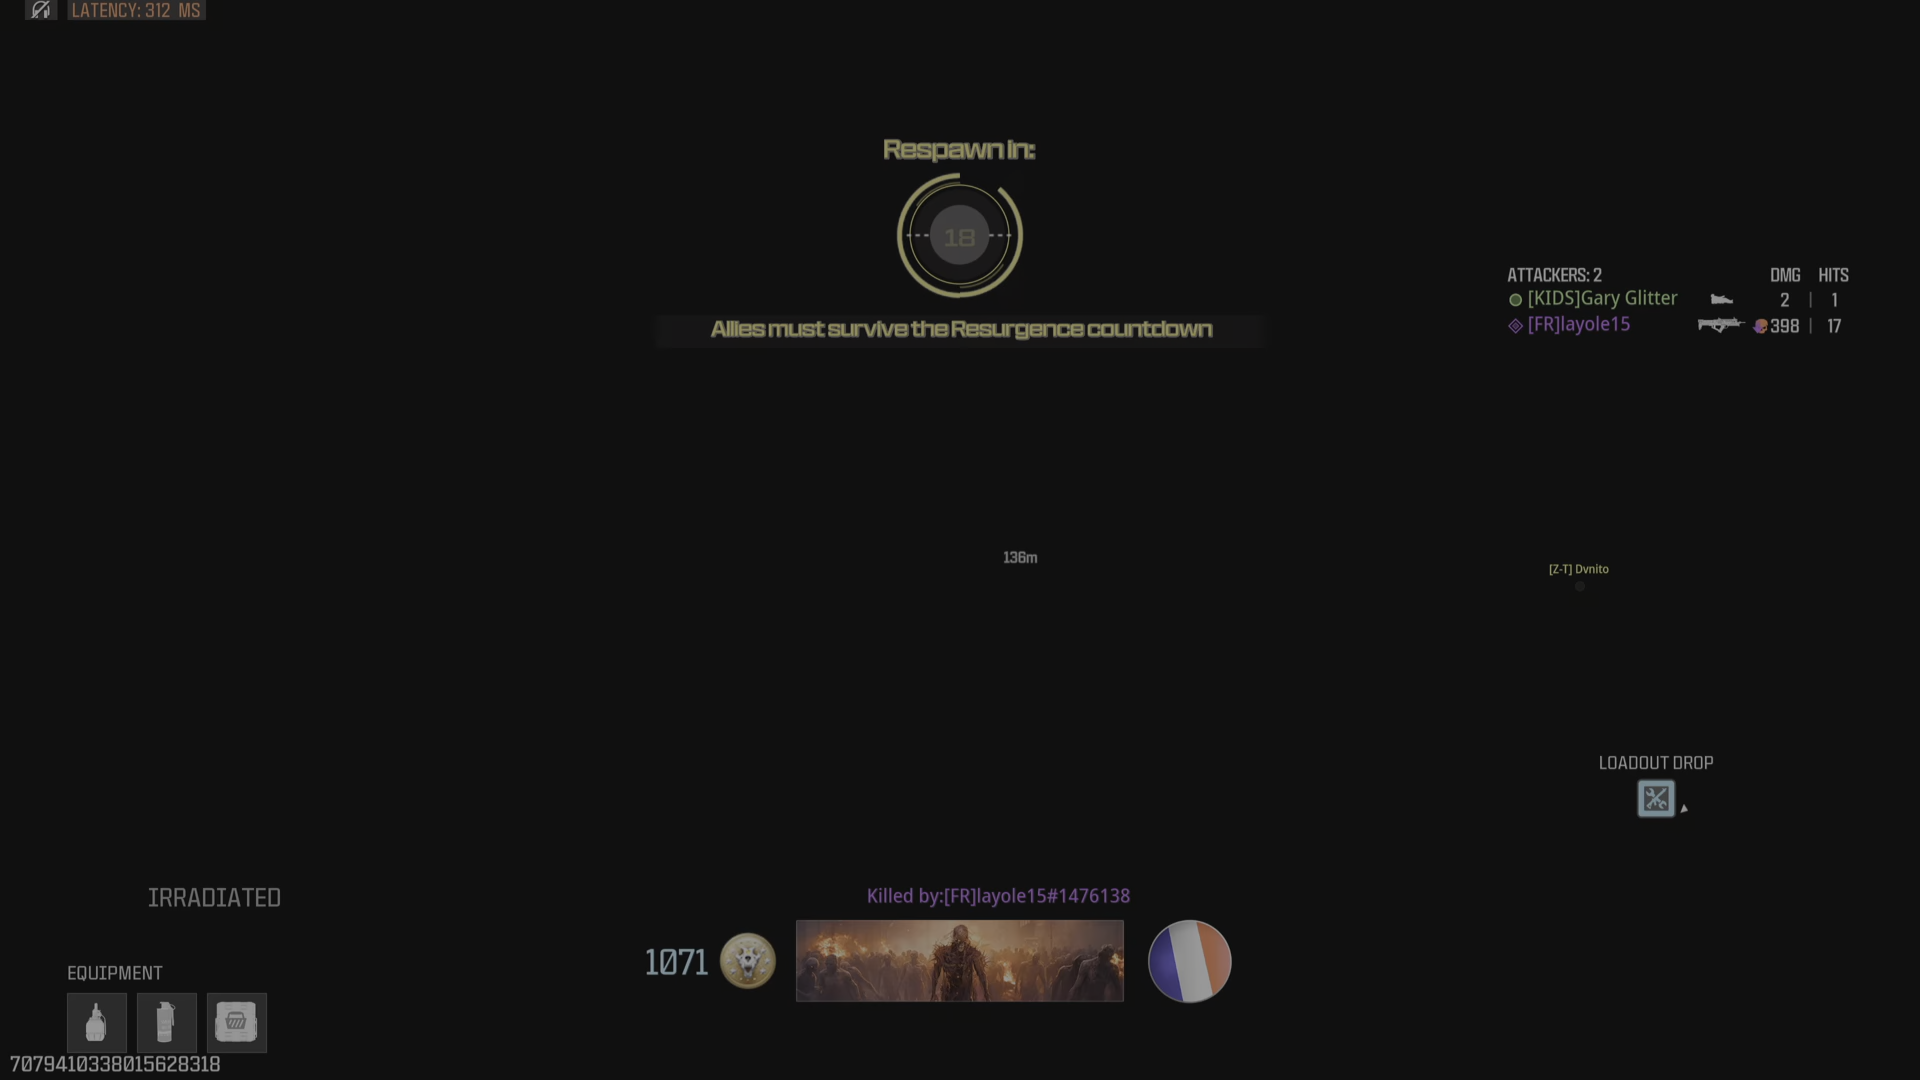 LATENCY: 312 MS
Respawn in:
18
Allies must survive the Resurgence countdown
ATTACKERS: 2 DMG HITS
[KIDS]Gary Glitter 2 | 1
[FR]layole15 398 | 17
136m
[Z-T] Dvnito
LOADOUT DROP
IRRADIATED
Killed by:[FR]layole15#1476138
1071
EQUIPMENT
7079410338015628318